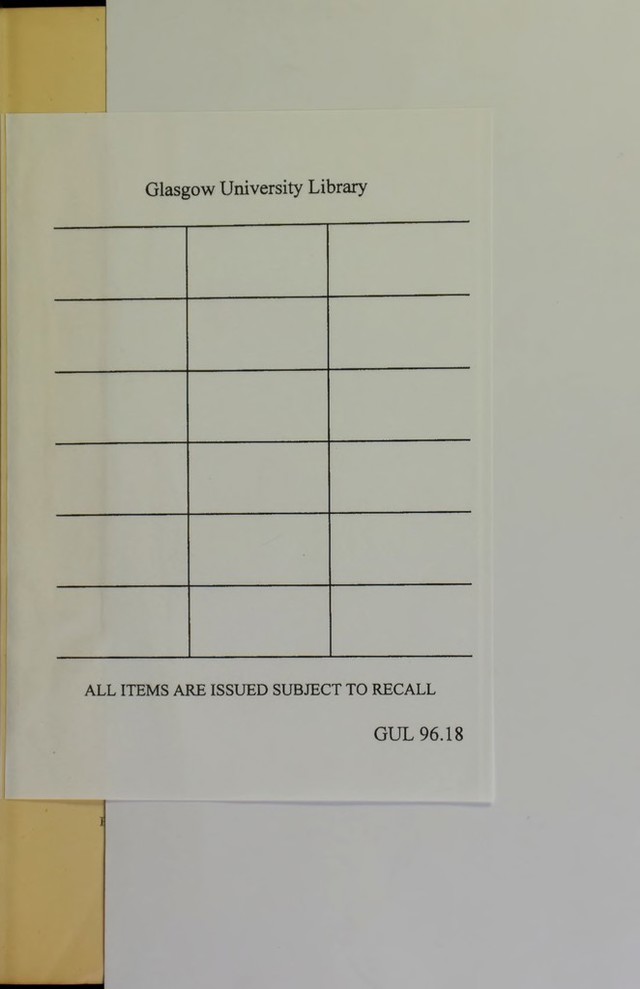 Glasgow University Library
ALL ITEMS ARE ISSUED SUBJECT TO RECALL
GUL 96.18